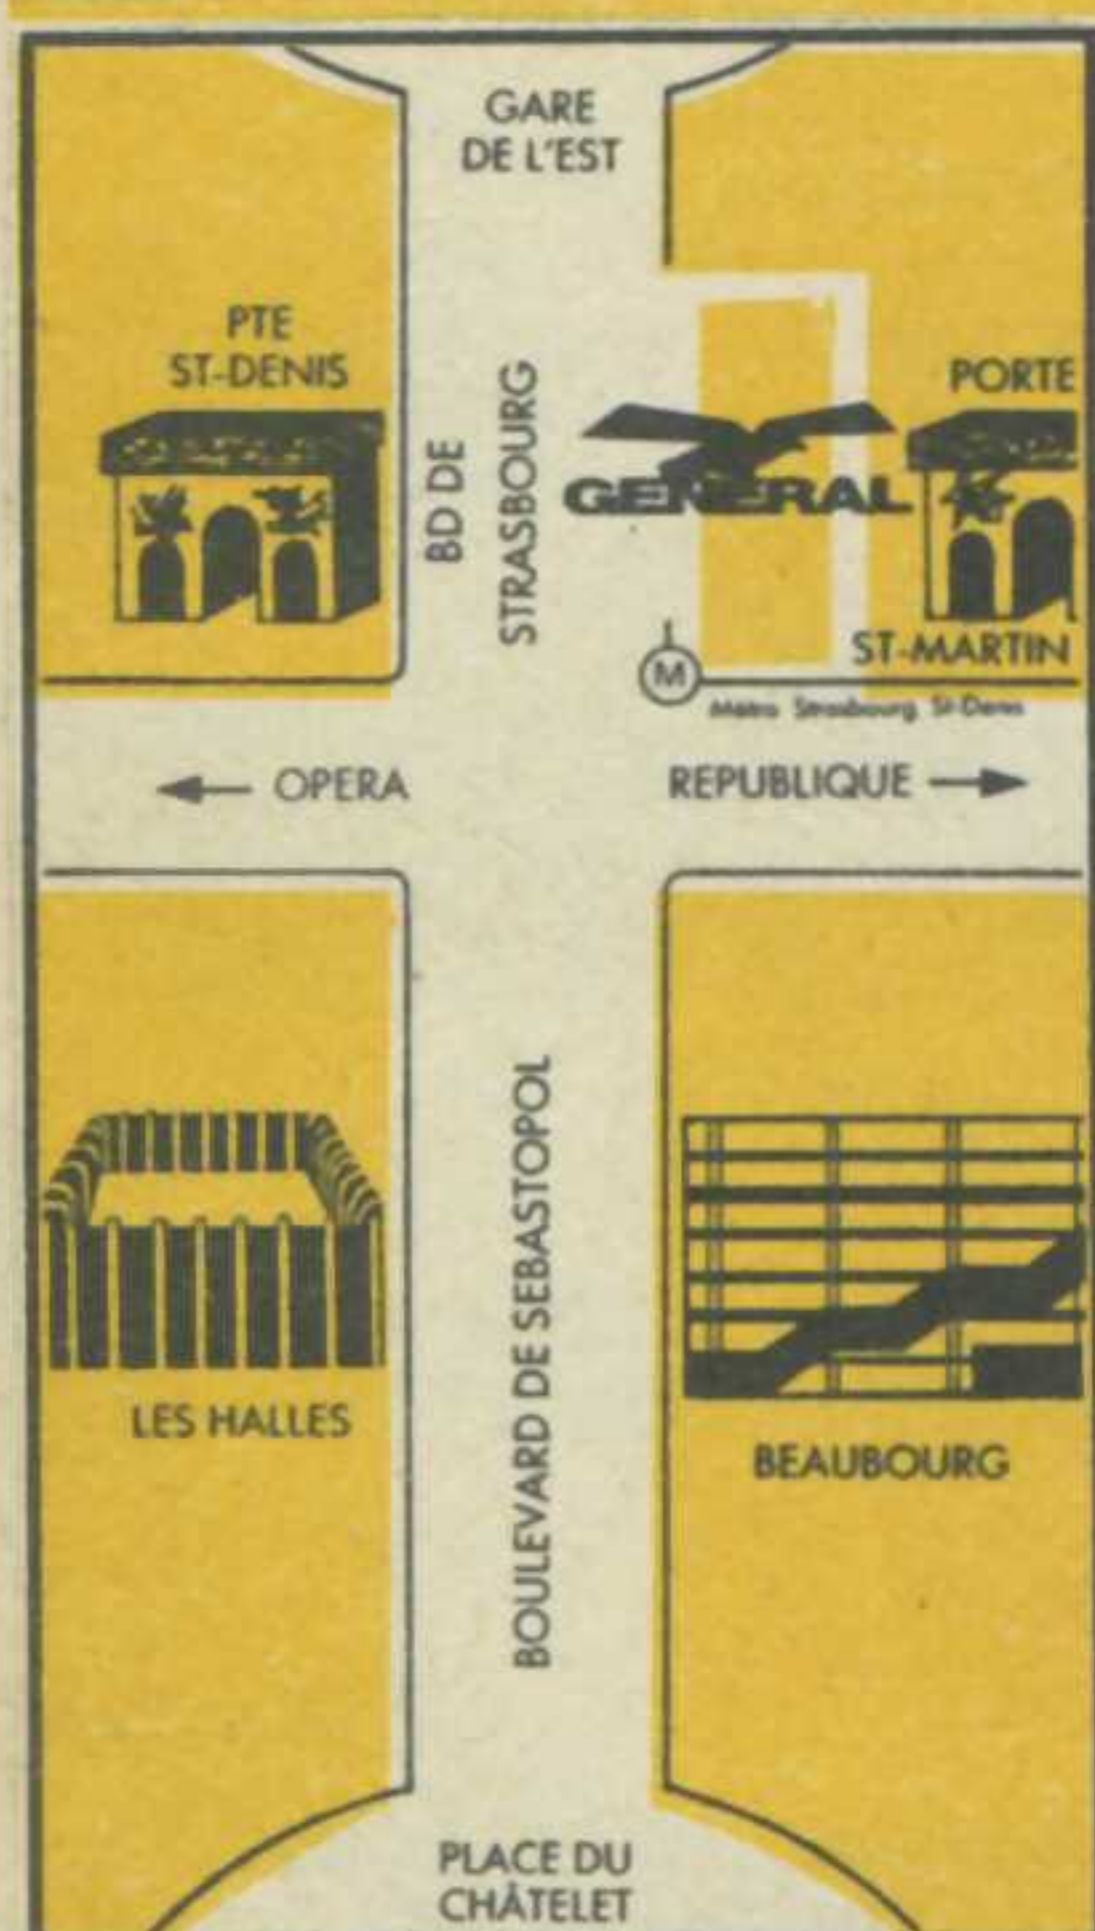 GARE
DE L'EST
PTE
ST-DENIS
BD DE
STRASBOURG
GENERAL
PORTE
ST-MARTIN
M
Métro Strasbourg St-Denis
← OPERA
REPUBLIQUE →
BOULEVARD DE SEBASTOPOL
LES HALLES
BEAUBOURG
PLACE DU
CHÂTELET